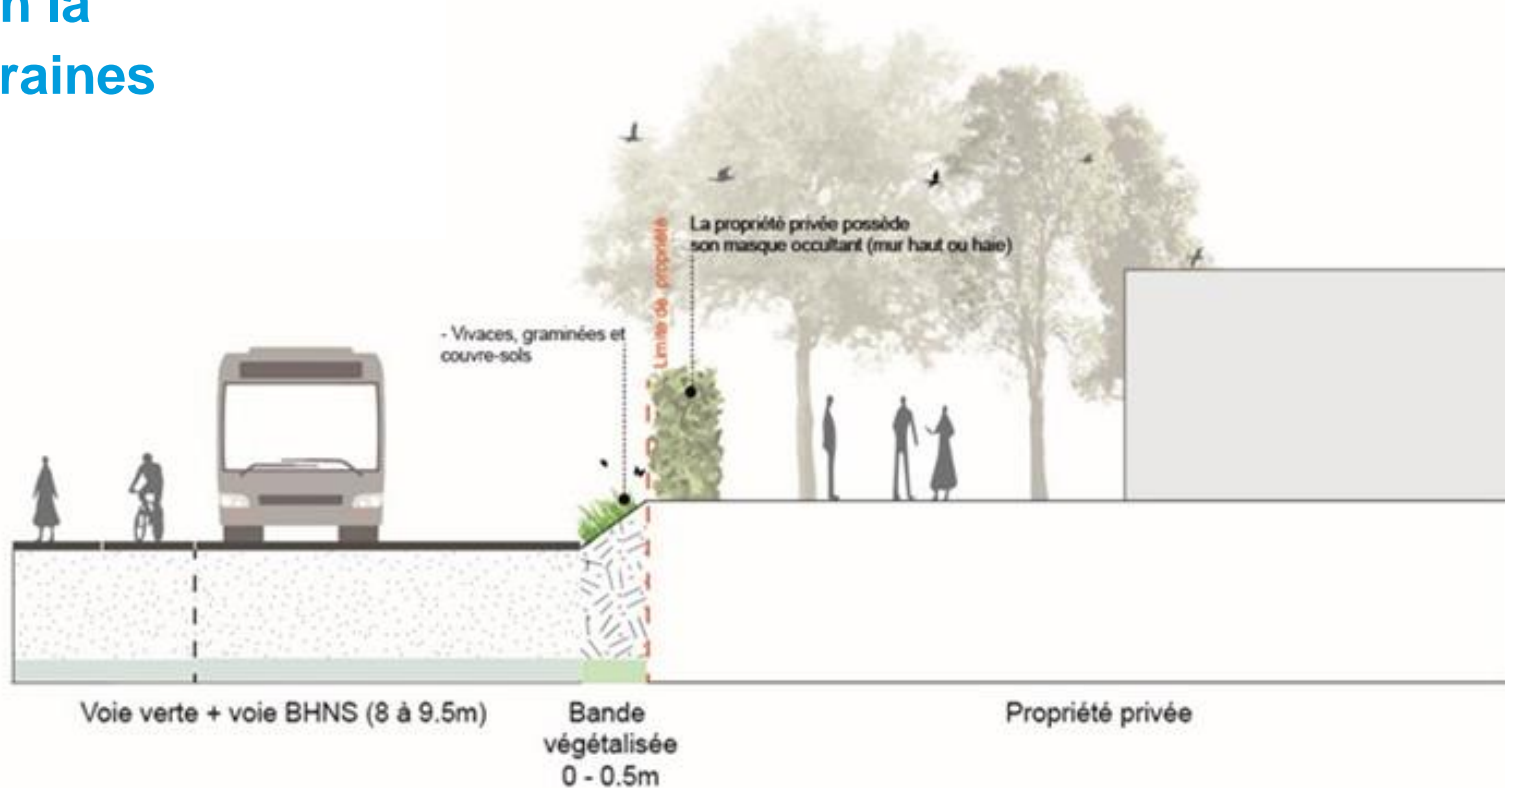 n la
raines
La propriété privée possède
son masque occultant (mur haut ou haie)
Limite de propriété
- Vivaces, graminées et
couvre-sols
Voie verte + voie BHNS (8 à 9.5m)
Bande
végétalisée
0 - 0.5m
Propriété privée